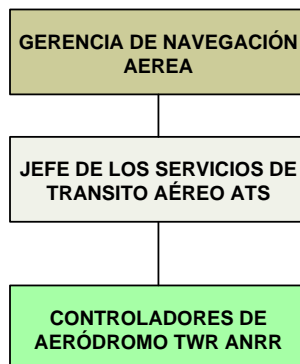 GERENCIA DE NAVEGACIÓN
AEREA
JEFE DE LOS SERVICIOS DE
TRANSITO AÉREO ATS
CONTROLADORES DE
AERÓDROMO TWR ANRR